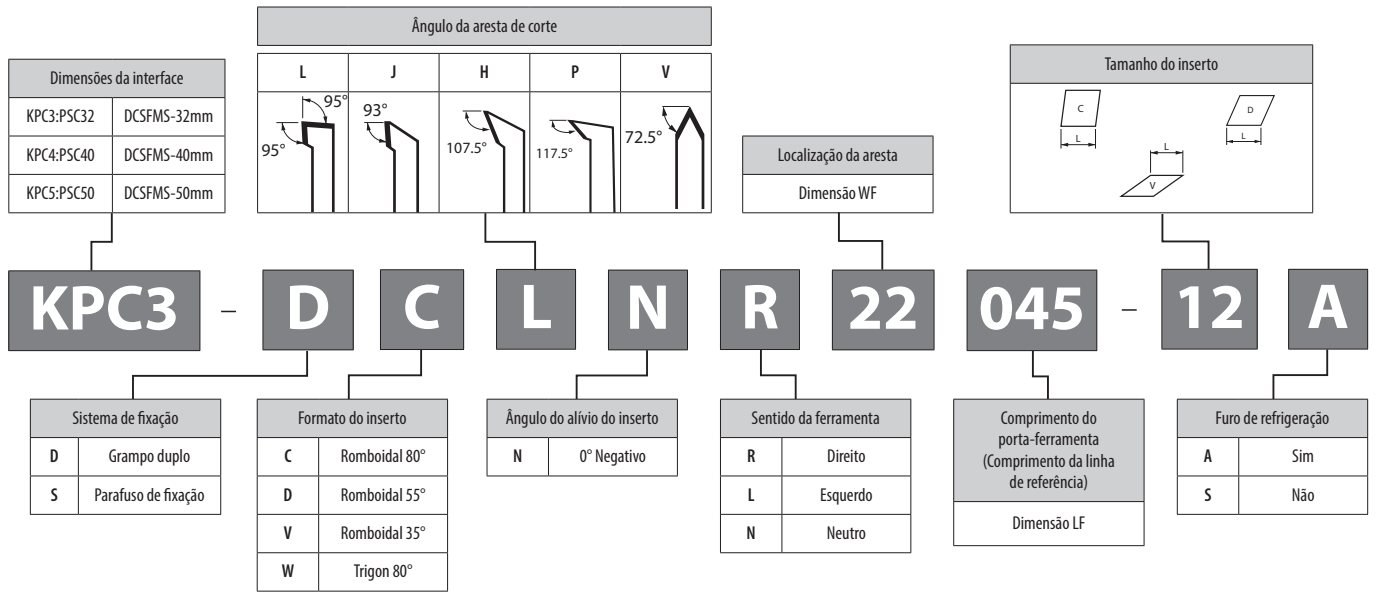 Ângulo da aresta de corte
L J H P V
95° 95° 93° 107.5° 117.5° 72.5°
Dimensões da interface
KPC3:PSC32 DCSFMS-32mm
KPC4:PSC40 DCSFMS-40mm
KPC5:PSC50 DCSFMS-50mm
Localização da aresta
Dimensão WF
Tamanho do inserto
C D
L L
L
V
KPC3 – D C L N R 22 045 – 12 A
Sistema de fixação
D Grampo duplo
S Parafuso de fixação
Formato do inserto
C Romboidal 80°
D Romboidal 55°
V Romboidal 35°
W Trigon 80°
Ângulo do alívio do inserto
N 0° Negativo
Sentido da ferramenta
R Direito
L Esquerdo
N Neutro
Comprimento do
porta-ferramenta
(Comprimento da linha
de referência)
Dimensão LF
Furo de refrigeração
A Sim
S Não